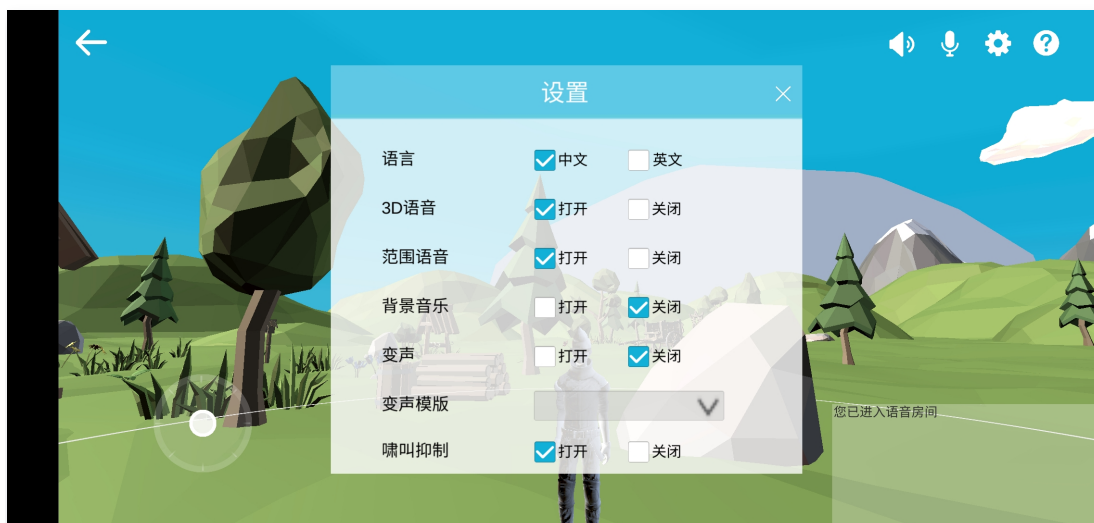 设置
语言 中文 英文
3D语音 打开 关闭
范围语音 打开 关闭
背景音乐 打开 关闭
变声 打开 关闭
变声模版
啸叫抑制 打开 关闭
您已进入语音房间